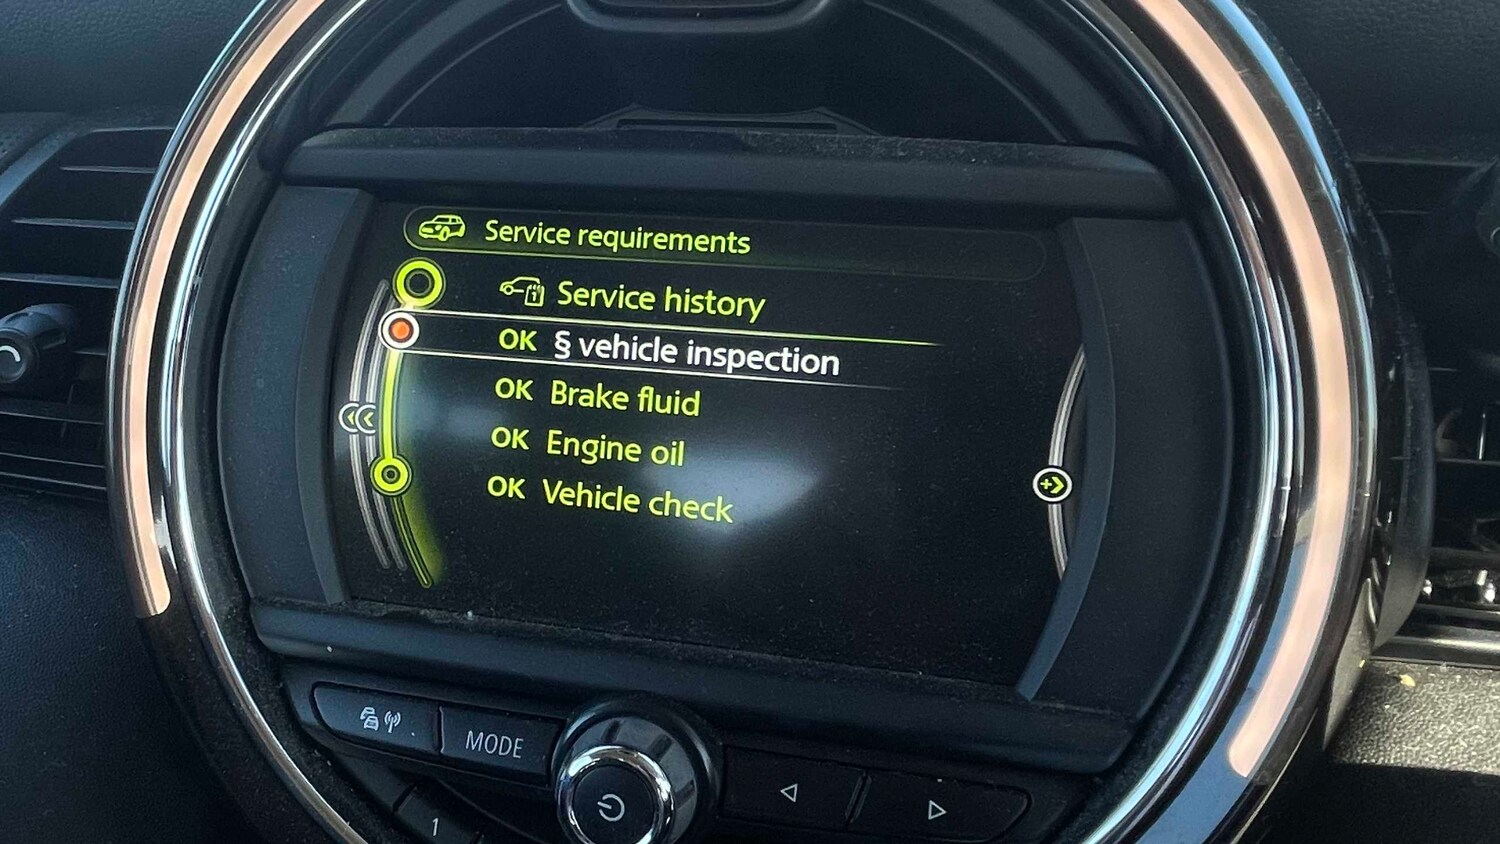 Service requirements
Service history
OK § vehicle inspection
OK Brake fluid
OK Engine oil
OK Vehicle check
MODE
1